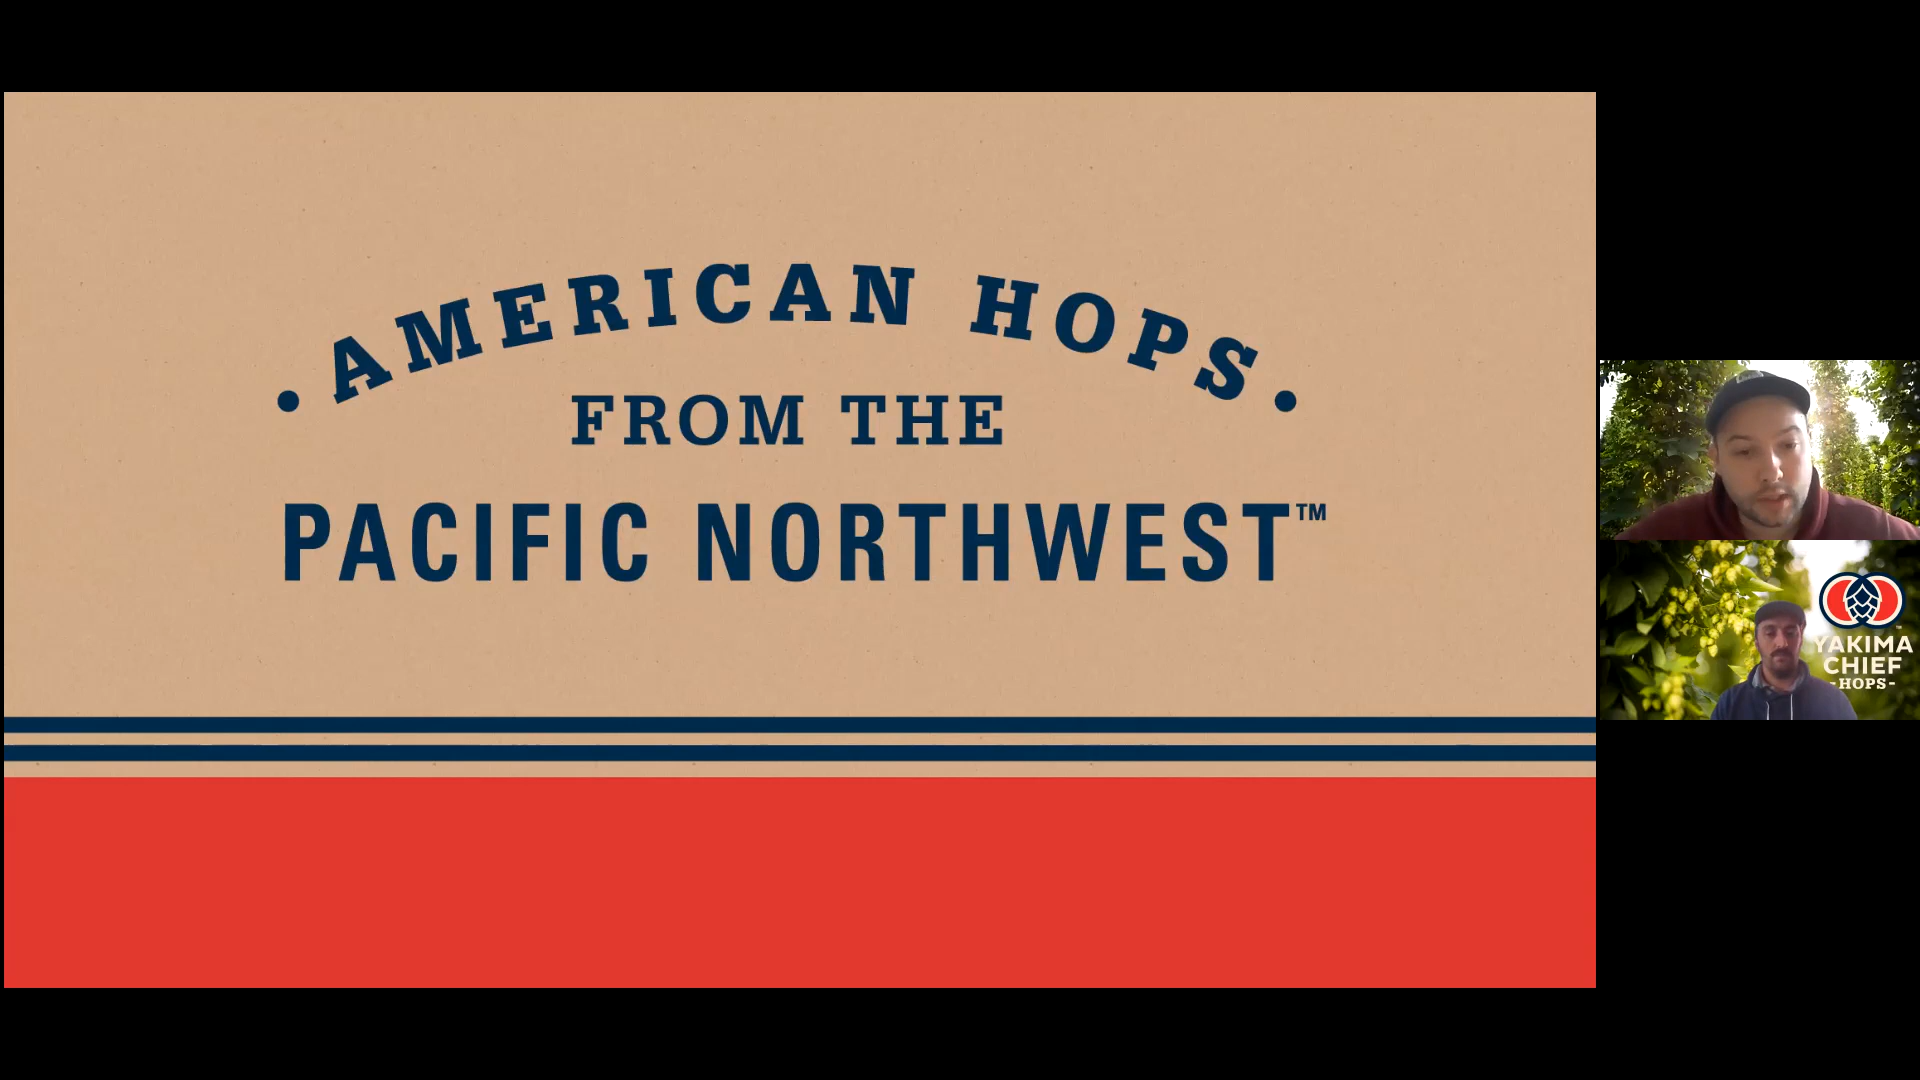 • AMERICAN HOPS •
FROM THE
PACIFIC NORTHWEST™
YAKIMA
CHIEF
-HOPS-